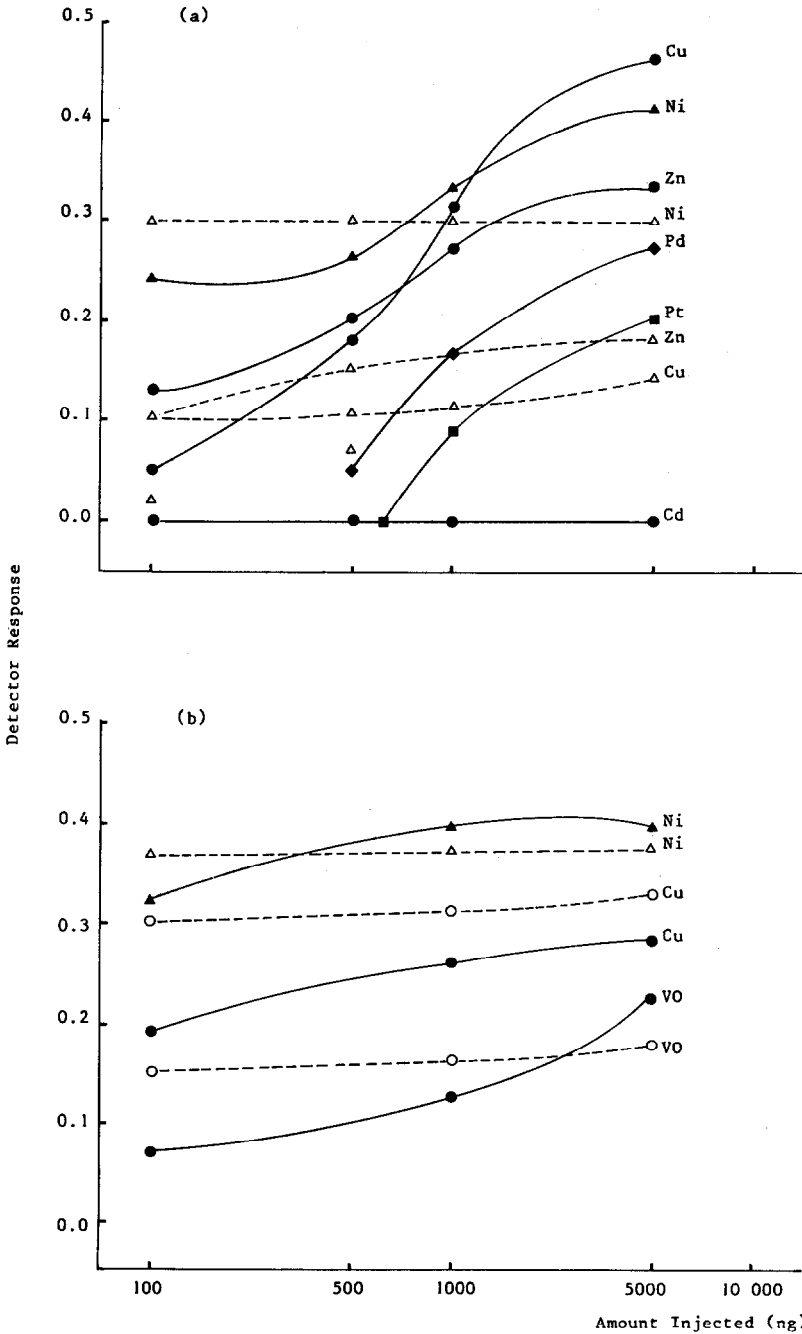 (a)
0.5
Cu
0.4
Ni
Zn
0.3
Ni
Pd
0.2
Pt
Zn
Cu
0.1
0.0
Cd
Detector Response
(b)
0.5
0.4
Ni
Ni
0.3
Cu
Cu
0.2
VO
VO
0.1
0.0
100
500
1000
5000
10 000
Amount Injected (ng)